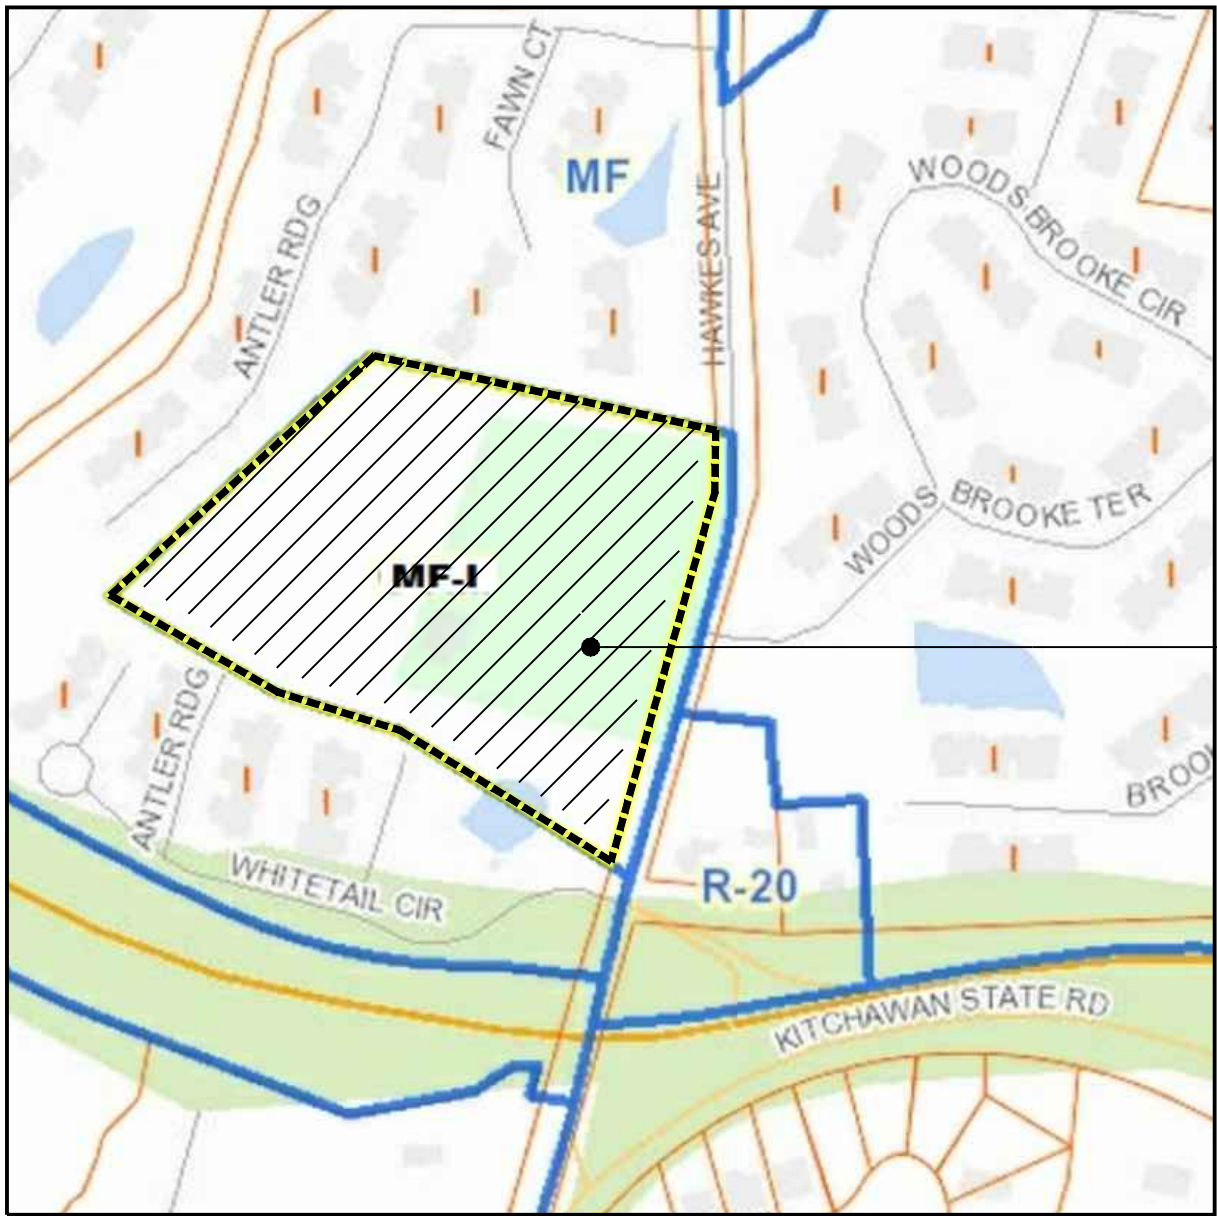 FAWN CT
MF
WOODS BROOKE CIR
ANTLER RDG
HAWKES AVE
WOODS BROOKE TER
MF-I
ANTLER RDG
BROO
WHITETAIL CIR
R-20
KITCHAWAN STATE RD